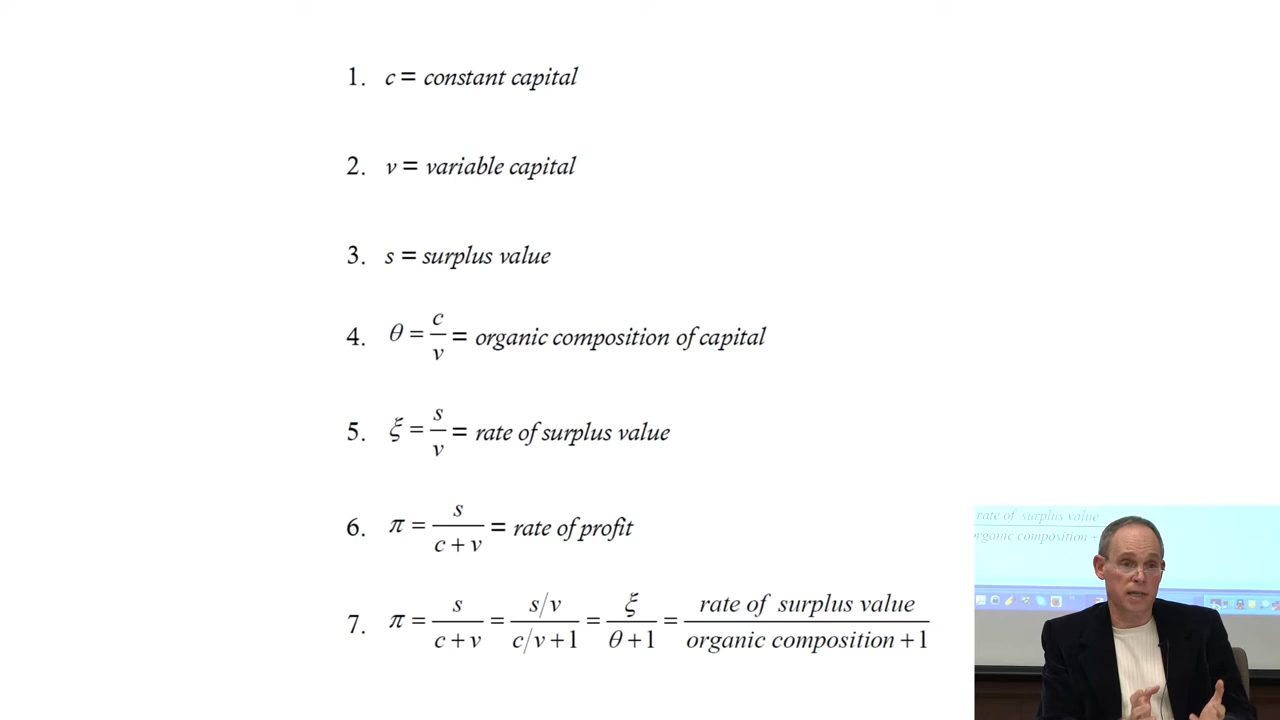 1. c = constant capital
2. v = variable capital
3. s = surplus value
4. θ = c/v = organic composition of capital
5. ξ = s/v = rate of surplus value
6. π = s/(c + v) = rate of profit
7. π = s/(c + v) = (s/v)/(c/v + 1) = ξ/(θ + 1) = rate of surplus value/(organic composition + 1)
rate of surplus value
organic composition +